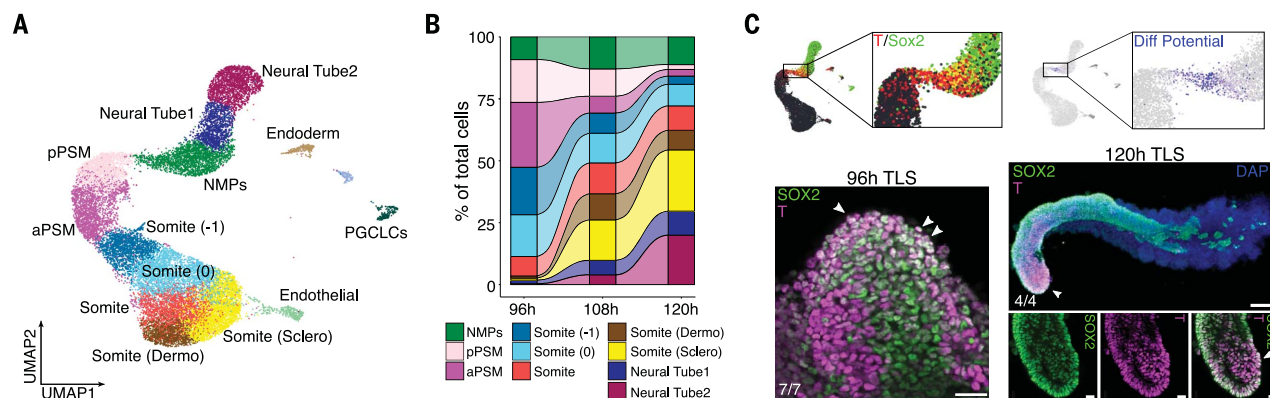 A
Neural Tube2
Neural Tube1
Endoderm
pPSM
NMPs
aPSM
Somite (-1)
PGCLCs
Somite (0)
Somite
Endothelial
Somite (Sclero)
Somite (Dermo)
UMAP2
UMAP1
B
% of total cells
100
75
50
25
0
96h
108h
120h
NMPs
pPSM
aPSM
Somite (-1)
Somite (0)
Somite
Somite (Dermo)
Somite (Sclero)
Neural Tube1
Neural Tube2
C
T/Sox2
Diff Potential
96h TLS
SOX2
T
7/7
120h TLS
SOX2
T
DAP
4/4
SOX2
T